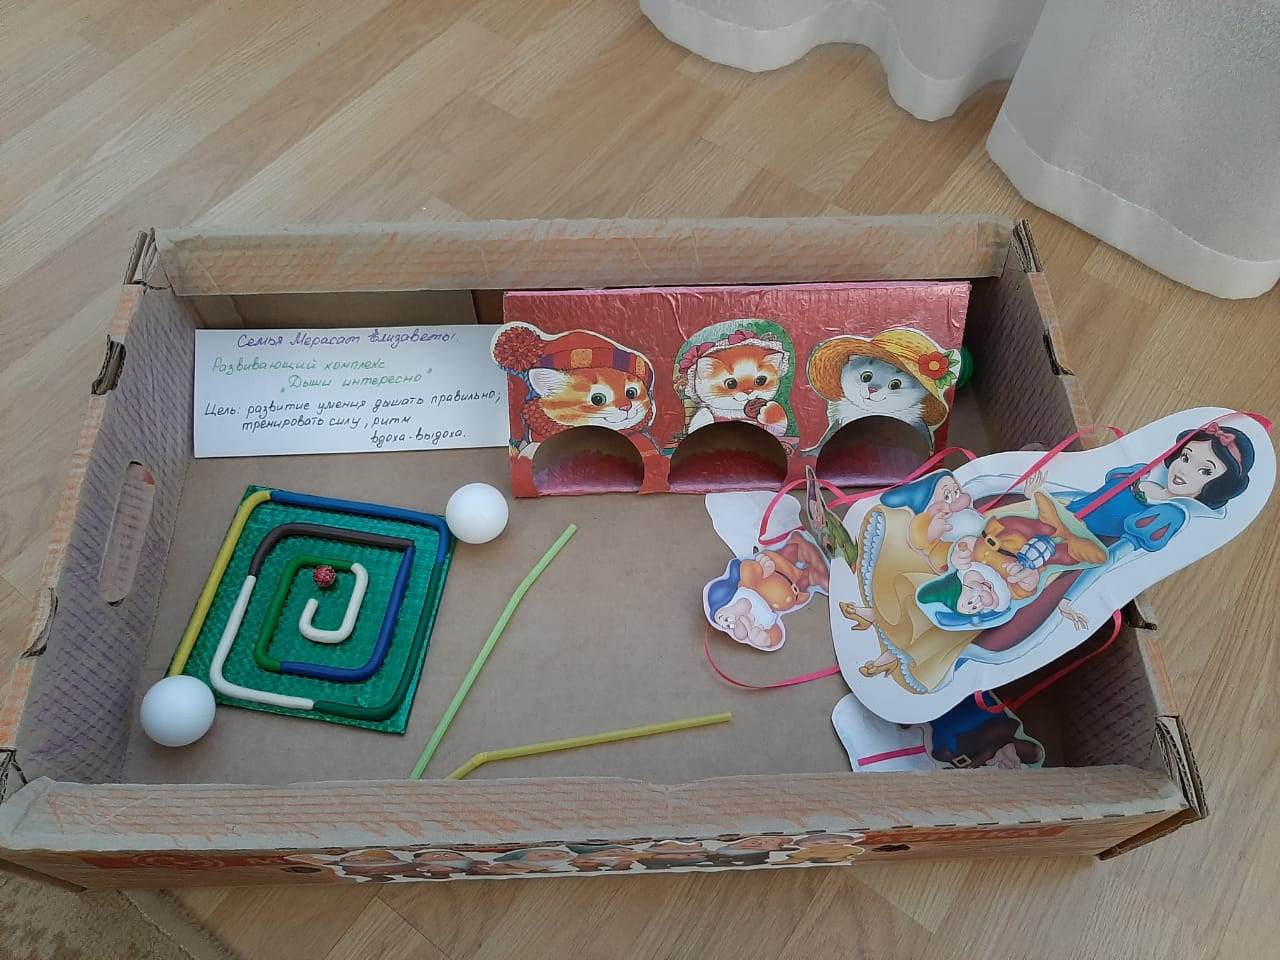 Семья Мерасат Елизаветы.
Развивающий комплекс
"Дыши интересно"
Цель: развитие умения дышать правильно;
тренировать силу, ритм
вдоха-выдоха.